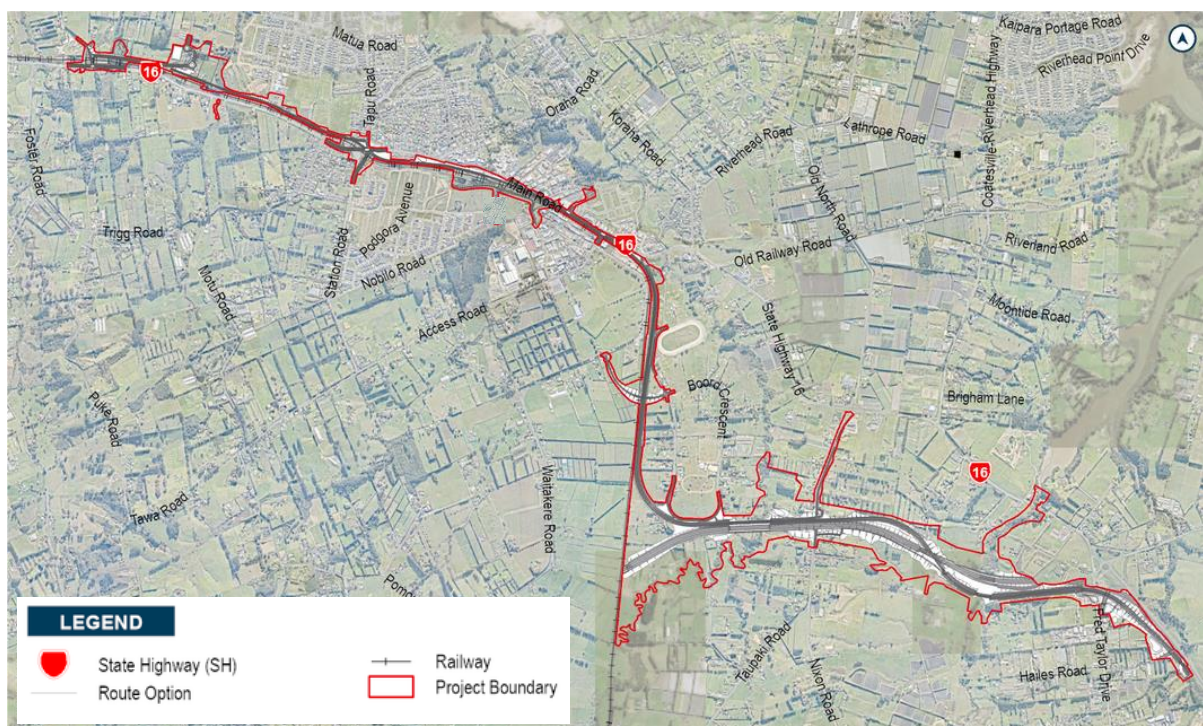 Kaipara Portage Road
Matua Road
Riverhead Point Drive
Coatesville-Riverhead Highway
16
Oraha Road
Tapu Road
Koraha Road
Lathrope Road
Riverhead Road
Foster Road
Main Road
Old North Road
Podgora Avenue
Trigg Road
16
Riverland Road
Old Railway Road
Station Road
Nobilo Road
Motu Road
Moontide Road
Access Road
State Highway 16
Boord Crescent
Brigham Lane
Puke Road
16
Waitakere Road
Tawa Road
Taupaki Road
Nixon Road
Fred Taylor Drive
Hailes Road
LEGEND
State Highway (SH)
Route Option
Railway
Project Boundary